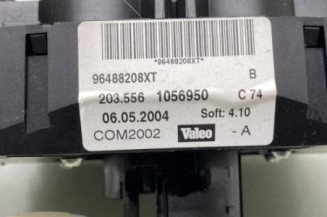 *96488208XT*
96488208XT B
203.556 1056950 C 74
06.05.2004 Soft: 4.10
COM2002 Valeo - A